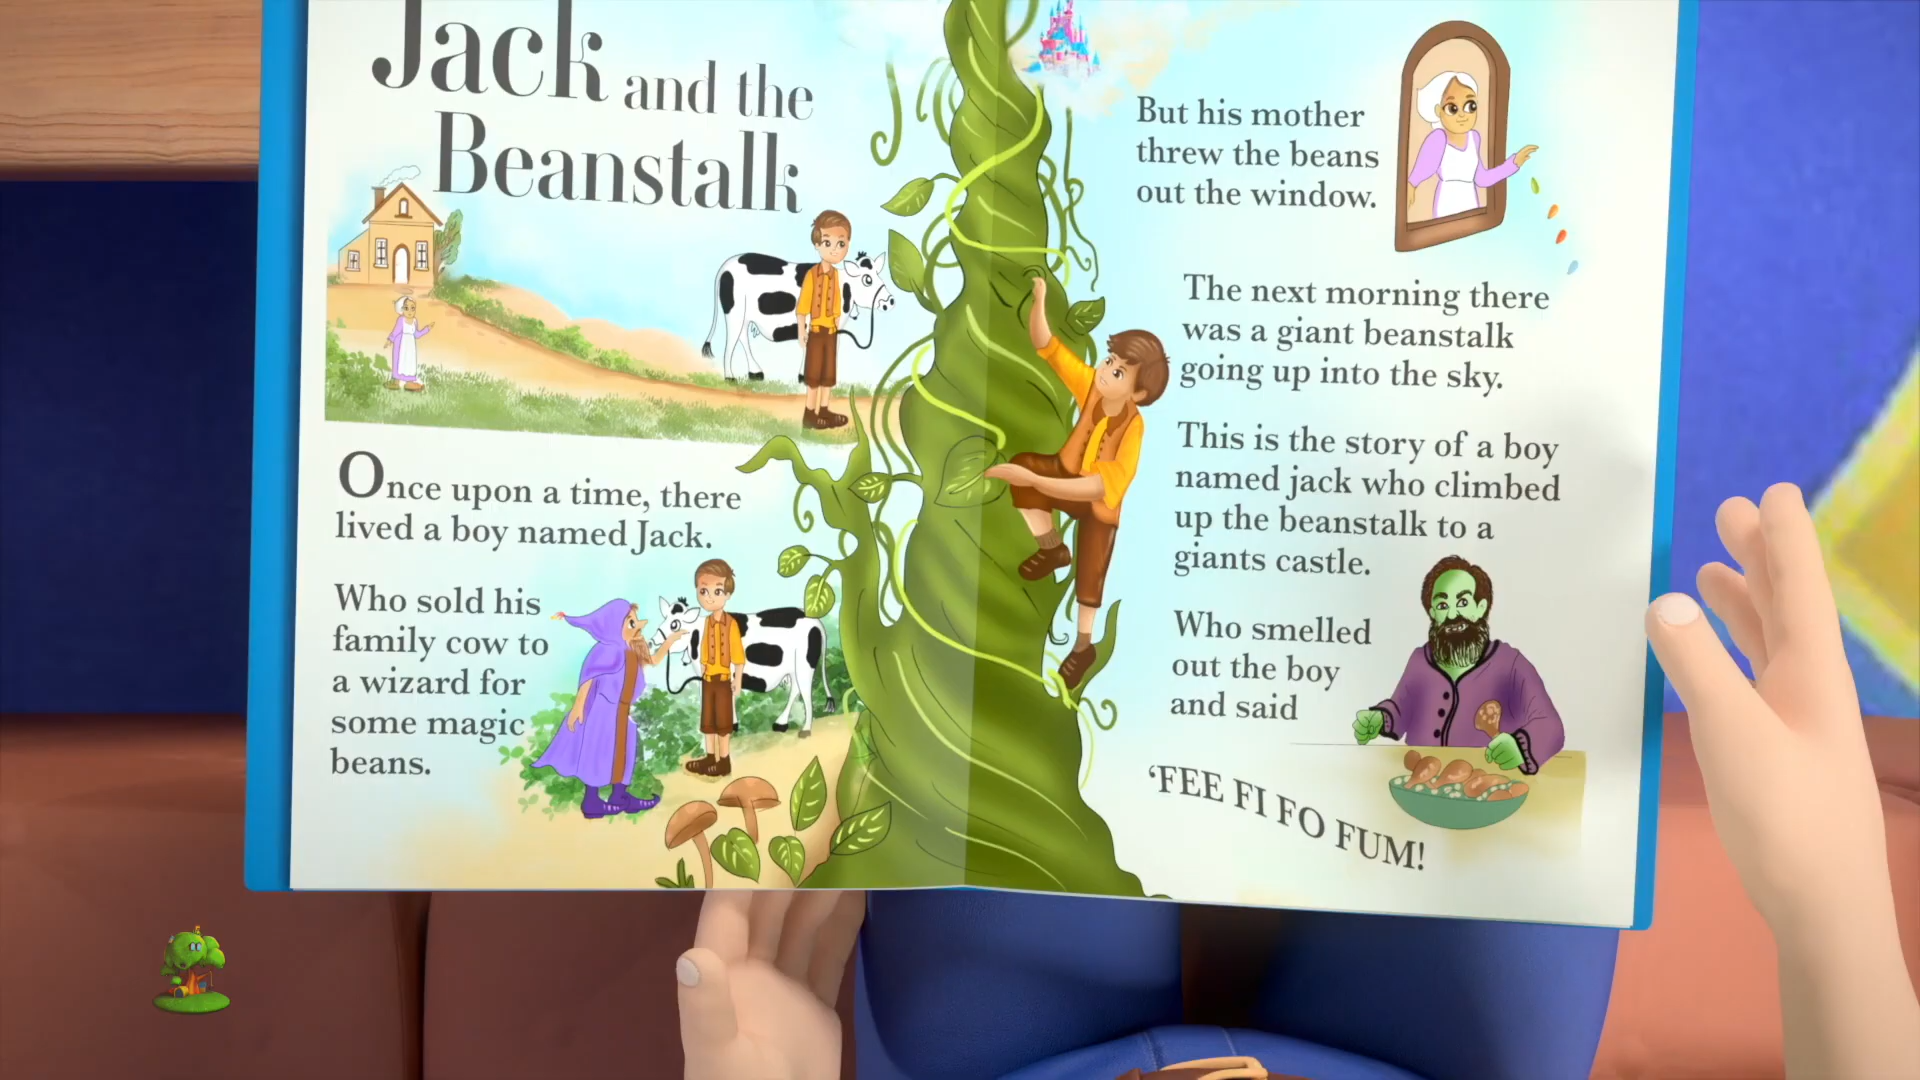 Jack and the
Beanstalk
Once upon a time, there
lived a boy named Jack.
Who sold his
family cow to
a wizard for
some magic
beans.
But his mother
threw the beans
out the window.
The next morning there
was a giant beanstalk
going up into the sky.
This is the story of a boy
named jack who climbed
up the beanstalk to a
giants castle.
Who smelled
out the boy
and said
‘FEE FI FO FUM!